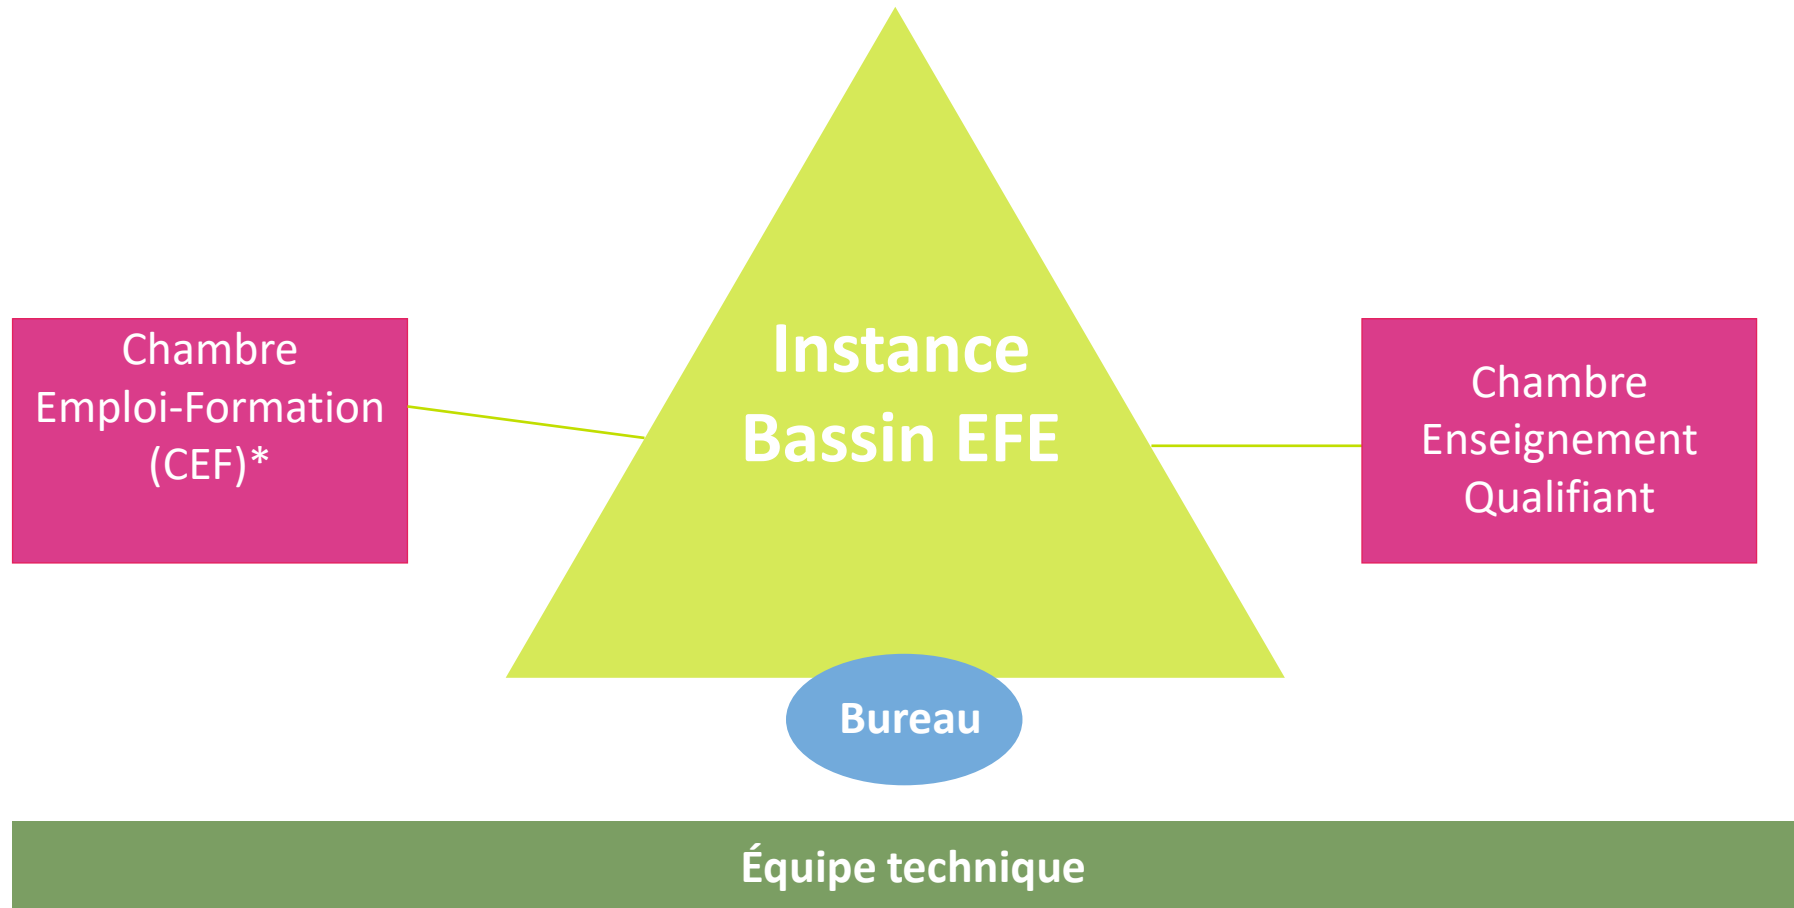 Instance
Bassin EFE
Chambre
Emploi-Formation
(CEF)*
Chambre
Enseignement
Qualifiant
Bureau
Équipe technique